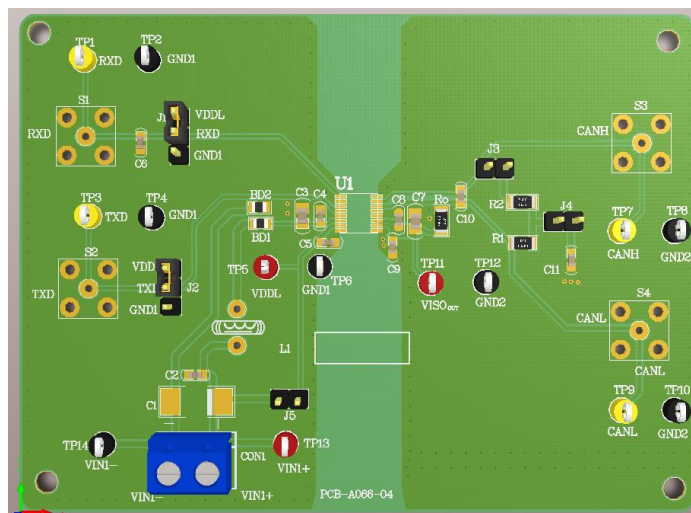 TP1
RXD
TP2
GND1
S1
RXD
C6
J1
VDDL
RXD
GND1
TP3
TXD
TP4
GND1
S2
TXD
VDD
TXI
GND1
J2
BD2
BD1
C3
C4
C5
U1
TP5
VDDL
GND1
TP6
L1
C2
C1
J5
TP14
VIN1-
CON1
TP13
VIN1+
VIN1-
VIN1+
PCB-A066-04
C8
C7
Ro
C9
C10
J3
R2
R1
J4
C11
TP11
VISOOUT
TP12
GND2
S3
CANH
TP7
CANH
TP8
GND2
S4
CANL
CANL
TP9
CANL
TP10
GND2